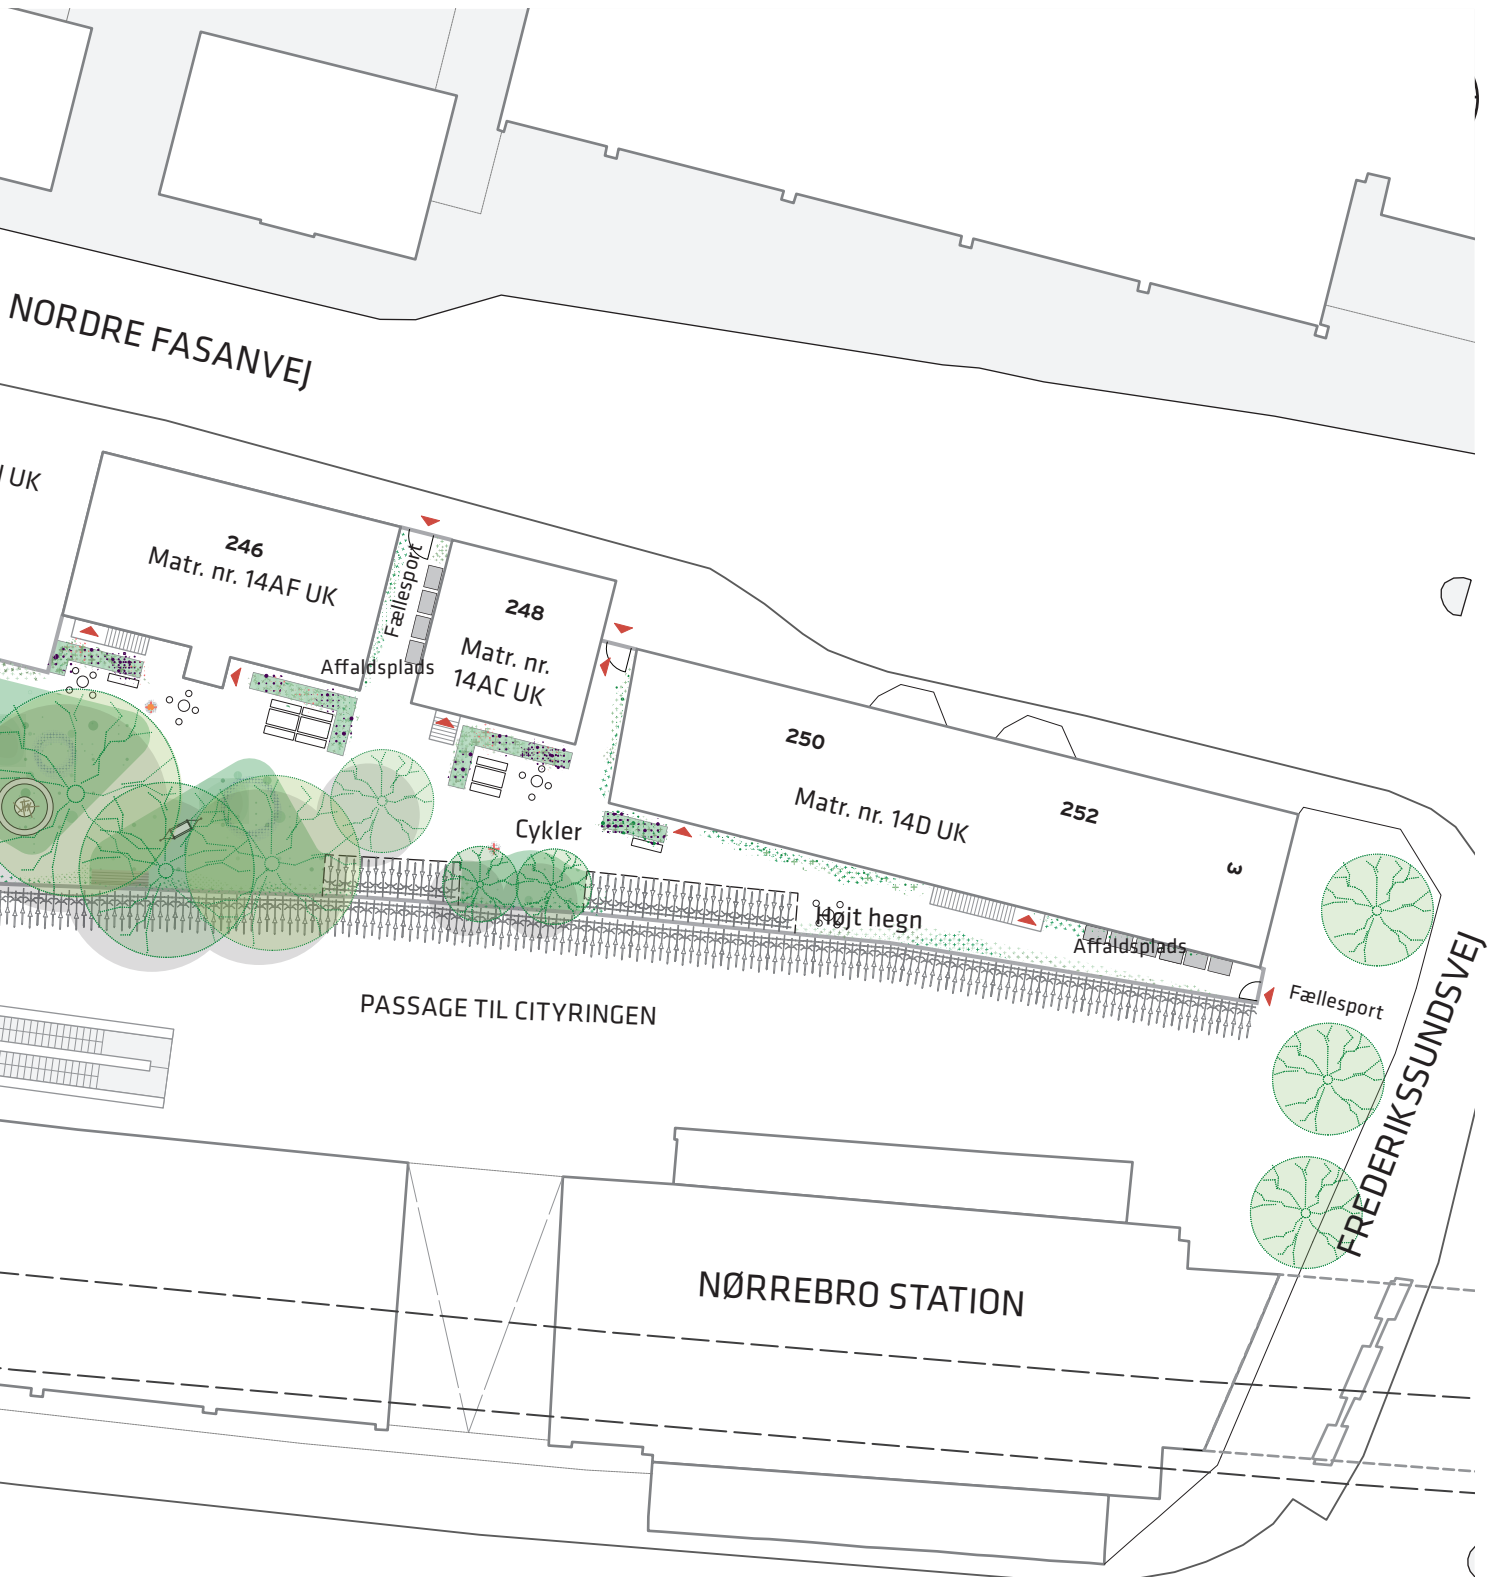 NORDRE FASANVEJ
UK
246
Matr. nr. 14AF UK
Fællesport
Affaldsplads
248
Matr. nr.
14AC UK
250
Matr. nr. 14D UK
252
3
Cykler
Højt hegn
Affaldsplads
Fællesport
PASSAGE TIL CITYRINGEN
FREDERIKSSUNDSVEJ
NØRREBRO STATION